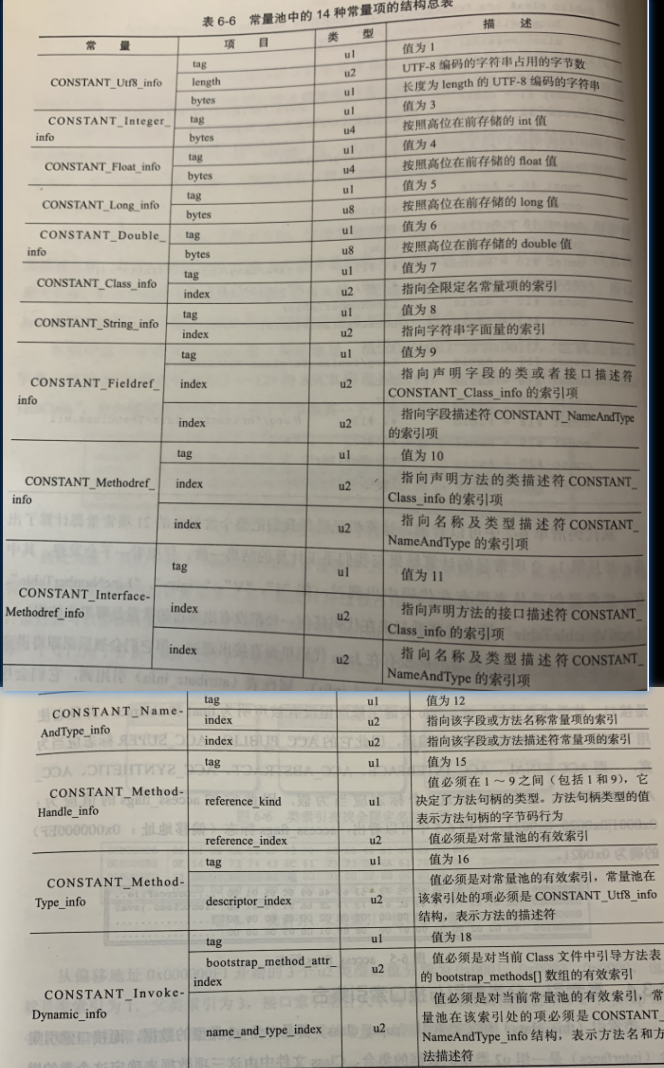 表 6-6 常量池中的 14 种常量项的结构总表
常 量 项 目 类 型 描 述
CONSTANT_Utf8_info tag u1 值为 1
length u2 UTF-8 编码的字符串占用的字节数
bytes u1 长度为 length 的 UTF-8 编码的字符串
CONSTANT_Integer_ tag u1 值为 3
info bytes u4 按照高位在前存储的 int 值
CONSTANT_Float_info tag u1 值为 4
bytes u4 按照高位在前存储的 float 值
CONSTANT_Long_info tag u1 值为 5
bytes u8 按照高位在前存储的 long 值
CONSTANT_Double_ tag u1 值为 6
info bytes u8 按照高位在前存储的 double 值
CONSTANT_Class_info tag u1 值为 7
index u2 指向全限定名常量项的索引
CONSTANT_String_info tag u1 值为 8
index u2 指向字符串字面量的索引
tag u1 值为 9
CONSTANT_Fieldref_ index u2 指向声明字段的类或者接口描述符
info CONSTANT_Class_info 的索引项
index u2 指向字段描述符 CONSTANT_NameAndType
的索引项
tag u1 值为 10
CONSTANT_Methodref_ index u2 指向声明方法的类描述符 CONSTANT_
info Class_info 的索引项
index u2 指向名称及类型描述符 CONSTANT_
NameAndType 的索引项
tag u1 值为 11
CONSTANT_Interface- index u2 指向声明方法的接口描述符 CONSTANT_
Methodref_info Class_info 的索引项
index u2 指向名称及类型描述符 CONSTANT_
NameAndType 的索引项
CONSTANT_Name- tag u1 值为 12
AndType_info index u2 指向该字段或方法名称常量项的索引
index u2 指向该字段或方法描述符常量项的索引
tag u1 值为 15
CONSTANT_Method- reference_kind u1 值必须在 1 ~ 9 之间（包括 1 和 9），它
Handle_info 决定了方法句柄的类型。方法句柄类型的值
表示方法句柄的字节码行为
reference_index u2 值必须是对常量池的有效索引
tag u1 值为 16
CONSTANT_Method- descriptor_index u2 值必须是对常量池的有效索引，常量池在
Type_info 该索引处的项必须是 CONSTANT_Utf8_info
结构，表示方法的描述符
tag u1 值为 18
CONSTANT_Invoke- bootstrap_method_attr_ u2 值必须是对当前 Class 文件中引导方法表
Dynamic_info index 的 bootstrap_methods[] 数组的有效索引
name_and_type_index u2 值必须是对当前常量池的有效索引，常
量池在该索引处的项必须是 CONSTANT_
NameAndType_info 结构，表示方法名和方
法描述符